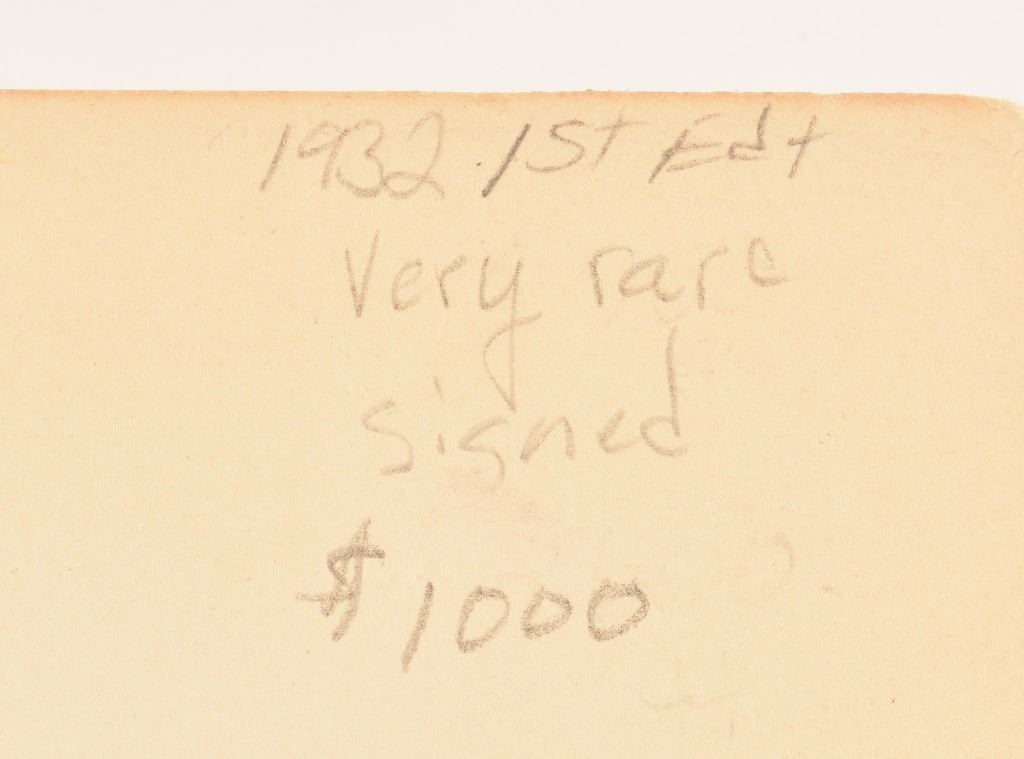 1932 1st Edt
Very rare
signed
$1000